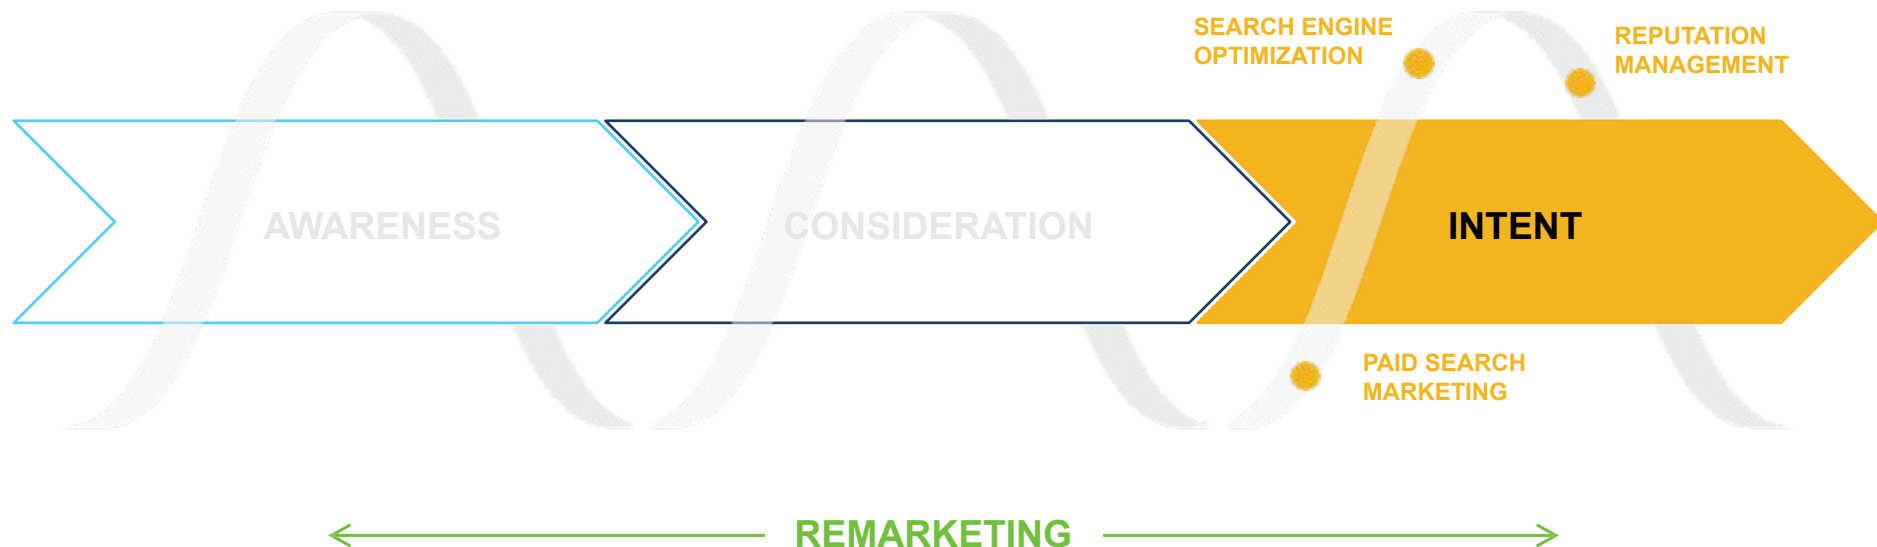 SEARCH ENGINE
OPTIMIZATION
REPUTATION
MANAGEMENT
AWARENESS
CONSIDERATION
INTENT
PAID SEARCH
MARKETING
REMARKETING